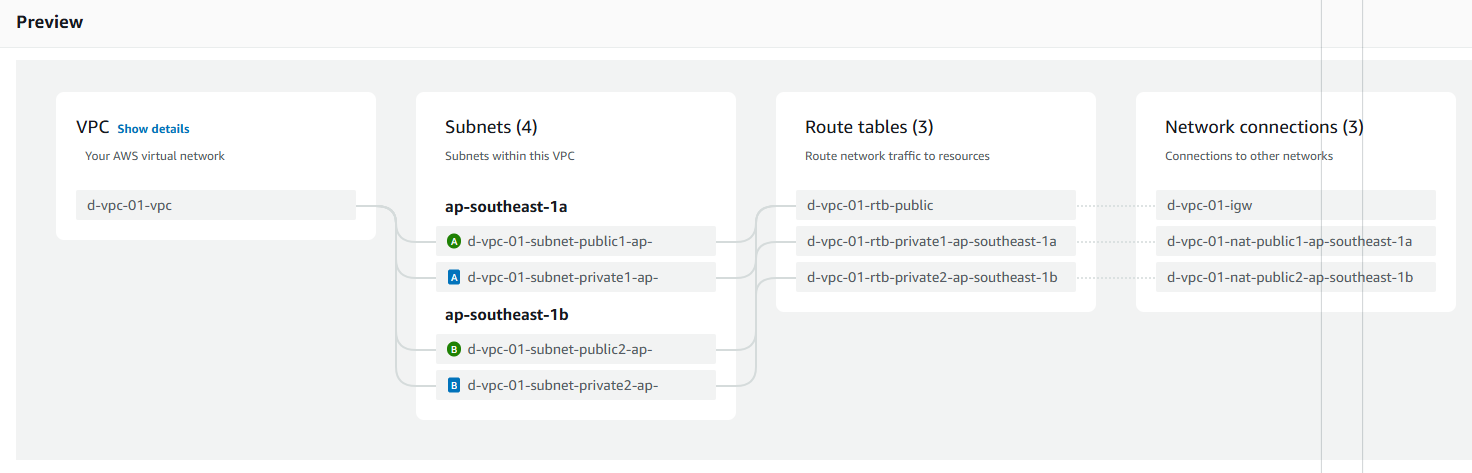 Preview
VPC Show details
Your AWS virtual network
d-vpc-01-vpc
Subnets (4)
Subnets within this VPC
ap-southeast-1a
A d-vpc-01-subnet-public1-ap-
A d-vpc-01-subnet-private1-ap-
ap-southeast-1b
B d-vpc-01-subnet-public2-ap-
B d-vpc-01-subnet-private2-ap-
Route tables (3)
Route network traffic to resources
d-vpc-01-rtb-public
d-vpc-01-rtb-private1-ap-southeast-1a
d-vpc-01-rtb-private2-ap-southeast-1b
Network connections (3)
Connections to other networks
d-vpc-01-igw
d-vpc-01-nat-public1-ap-southeast-1a
d-vpc-01-nat-public2-ap-southeast-1b